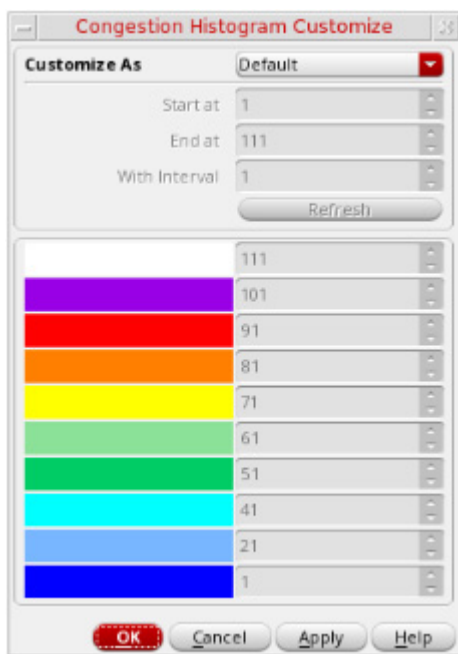 Congestion Histogram Customize
Customize As Default
Start at 1
End at 111
With Interval 1
Refresh
111
101
91
81
71
61
51
41
21
1
OK Cancel Apply Help